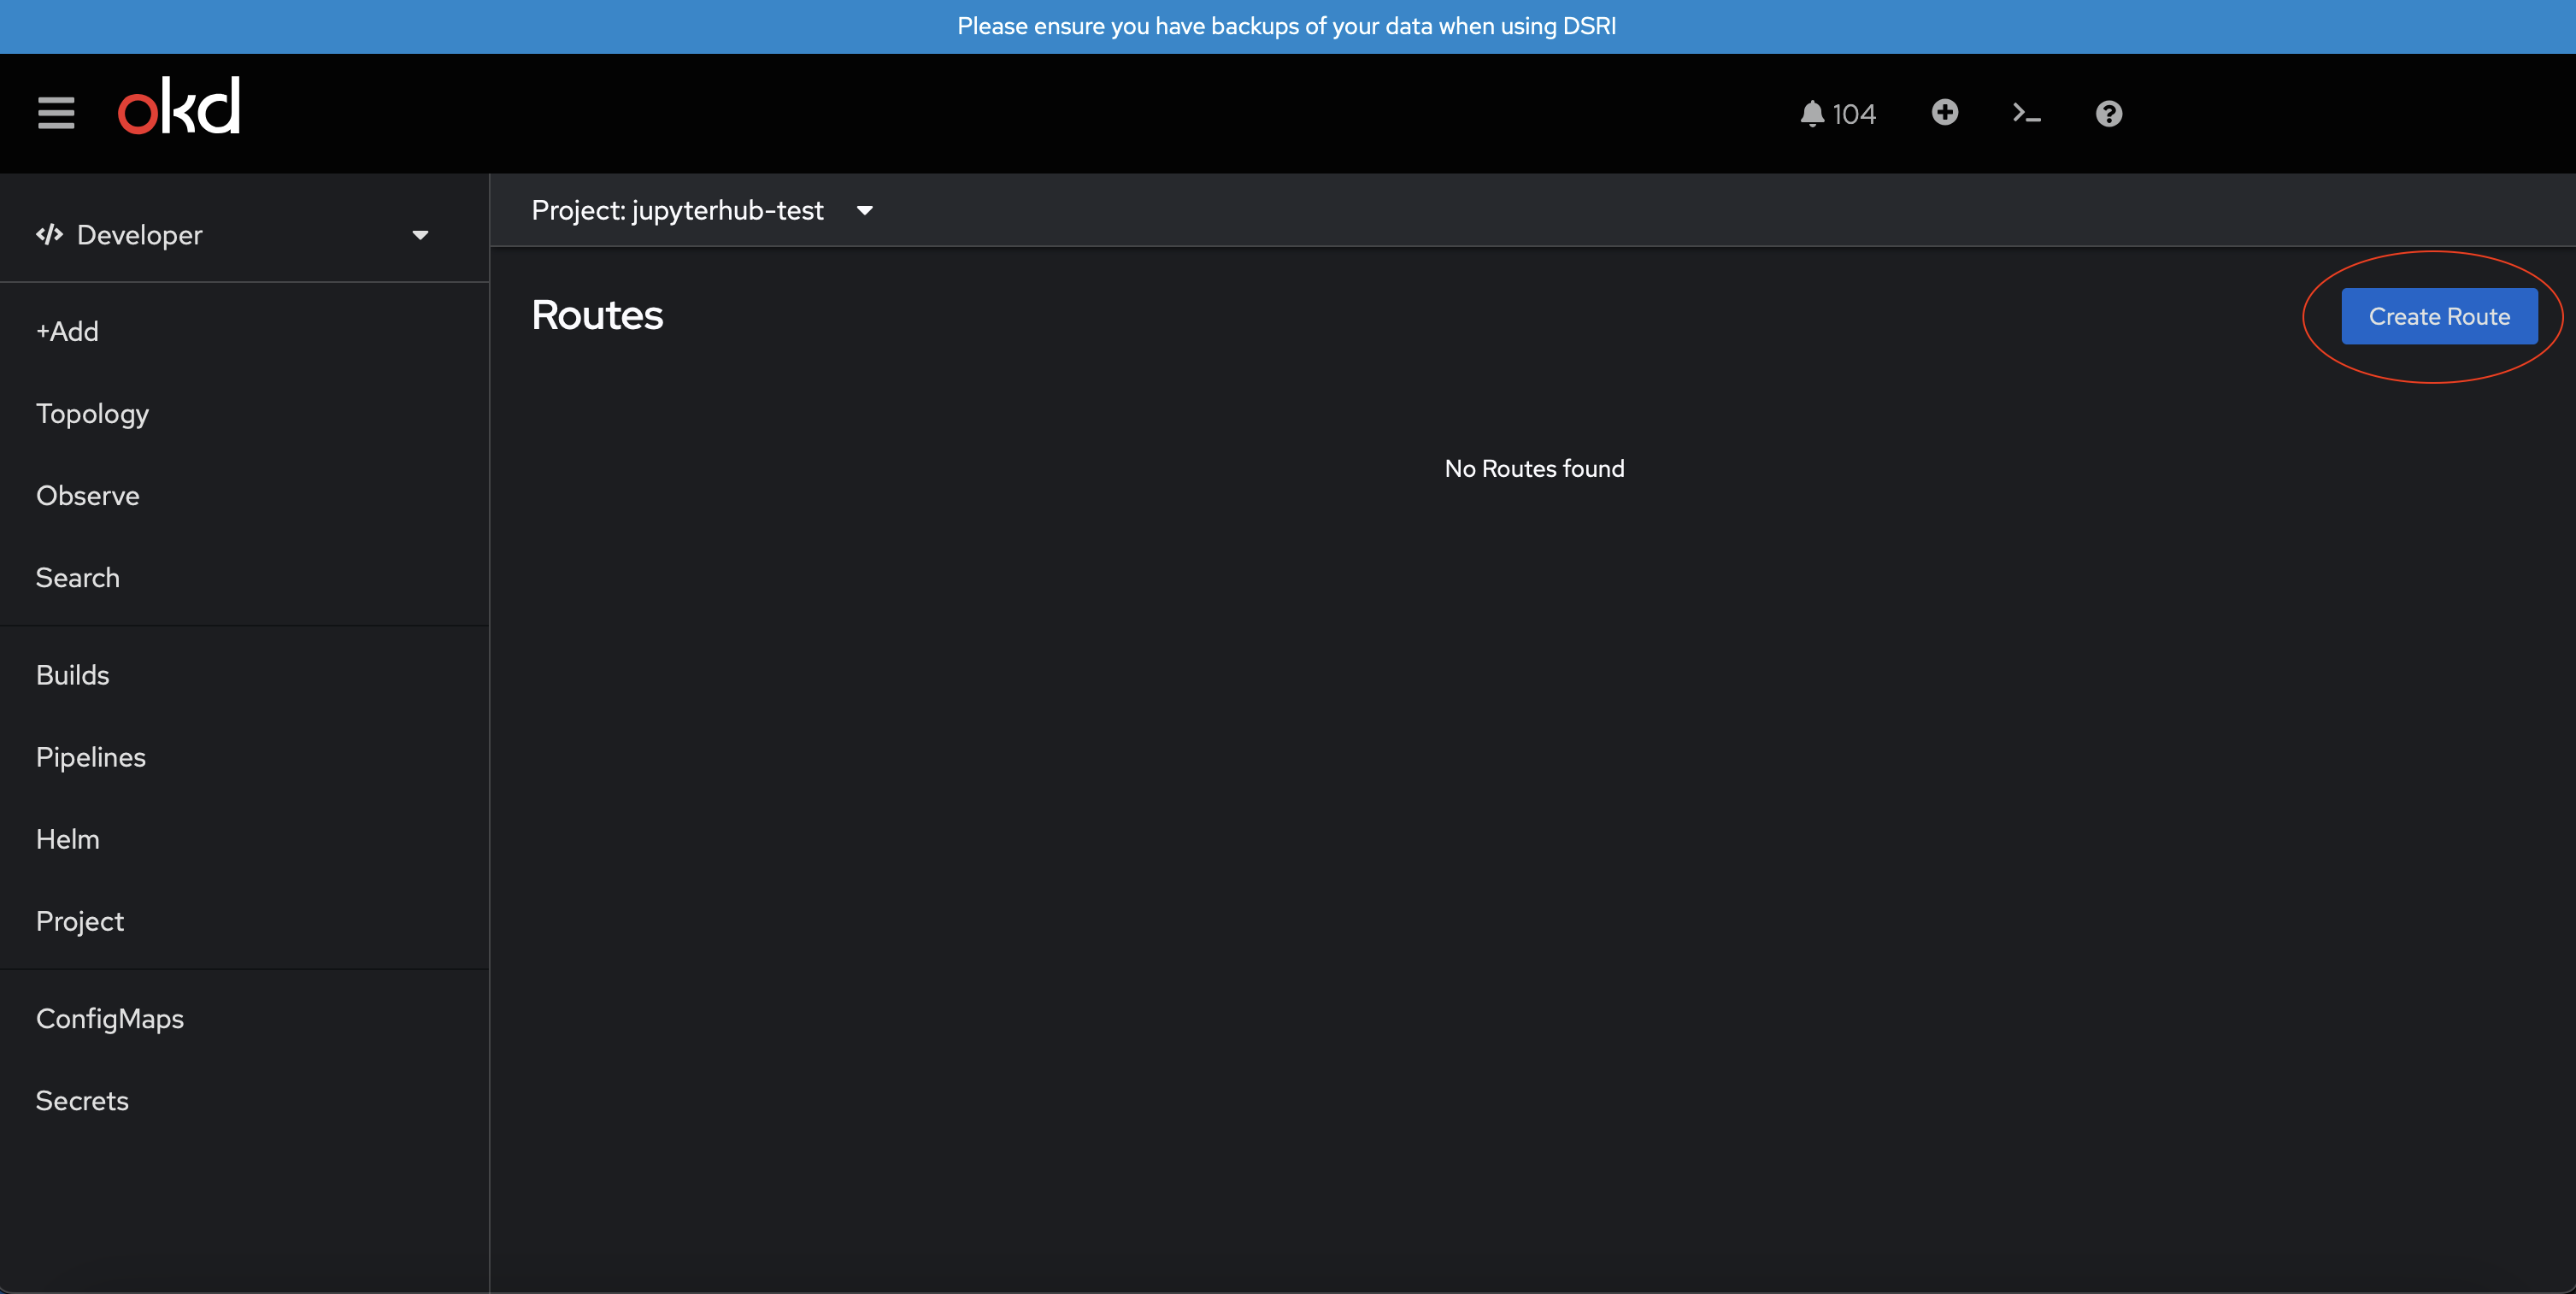 Please ensure you have backups of your data when using DSRI
okd
104
Developer
Project: jupyterhub-test
+Add
Topology
Observe
Search
Builds
Pipelines
Helm
Project
ConfigMaps
Secrets
Routes
Create Route
No Routes found